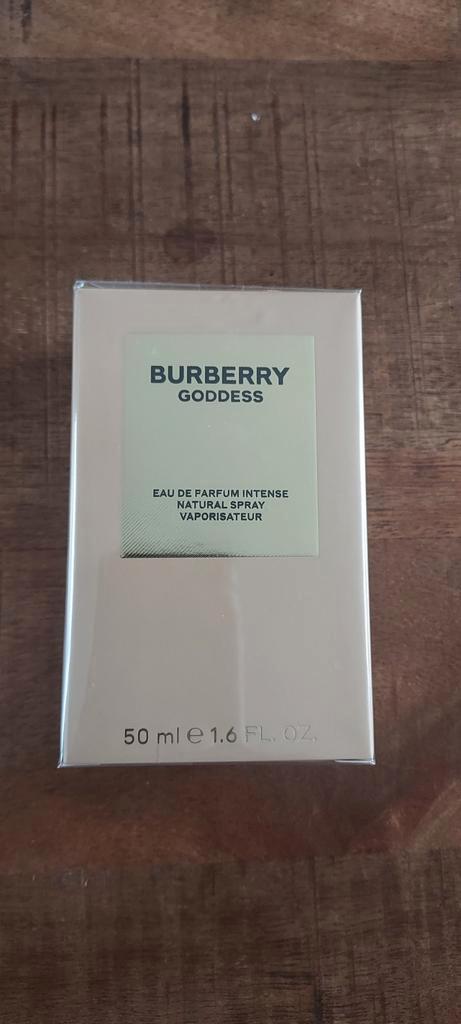 BURBERRY
GODDESS
EAU DE PARFUM INTENSE
NATURAL SPRAY
VAPORISATEUR
50 ml e 1.6 FL. OZ.